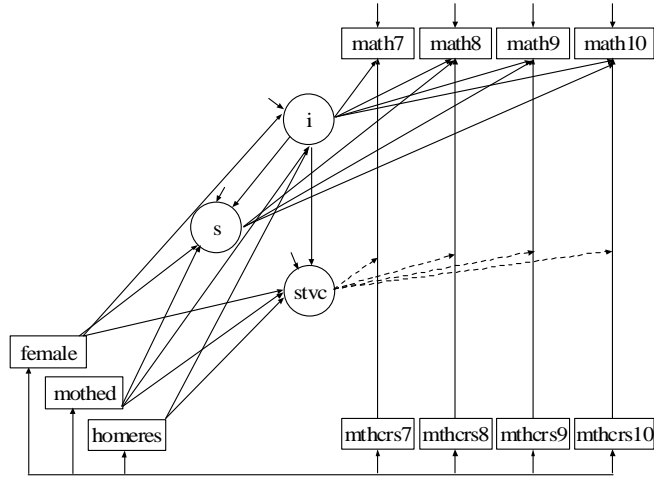 math7 math8 math9 math10
i
s
stvc
female
mothed
homeres
mthcrs7 mthcrs8 mthcrs9 mthcrs10